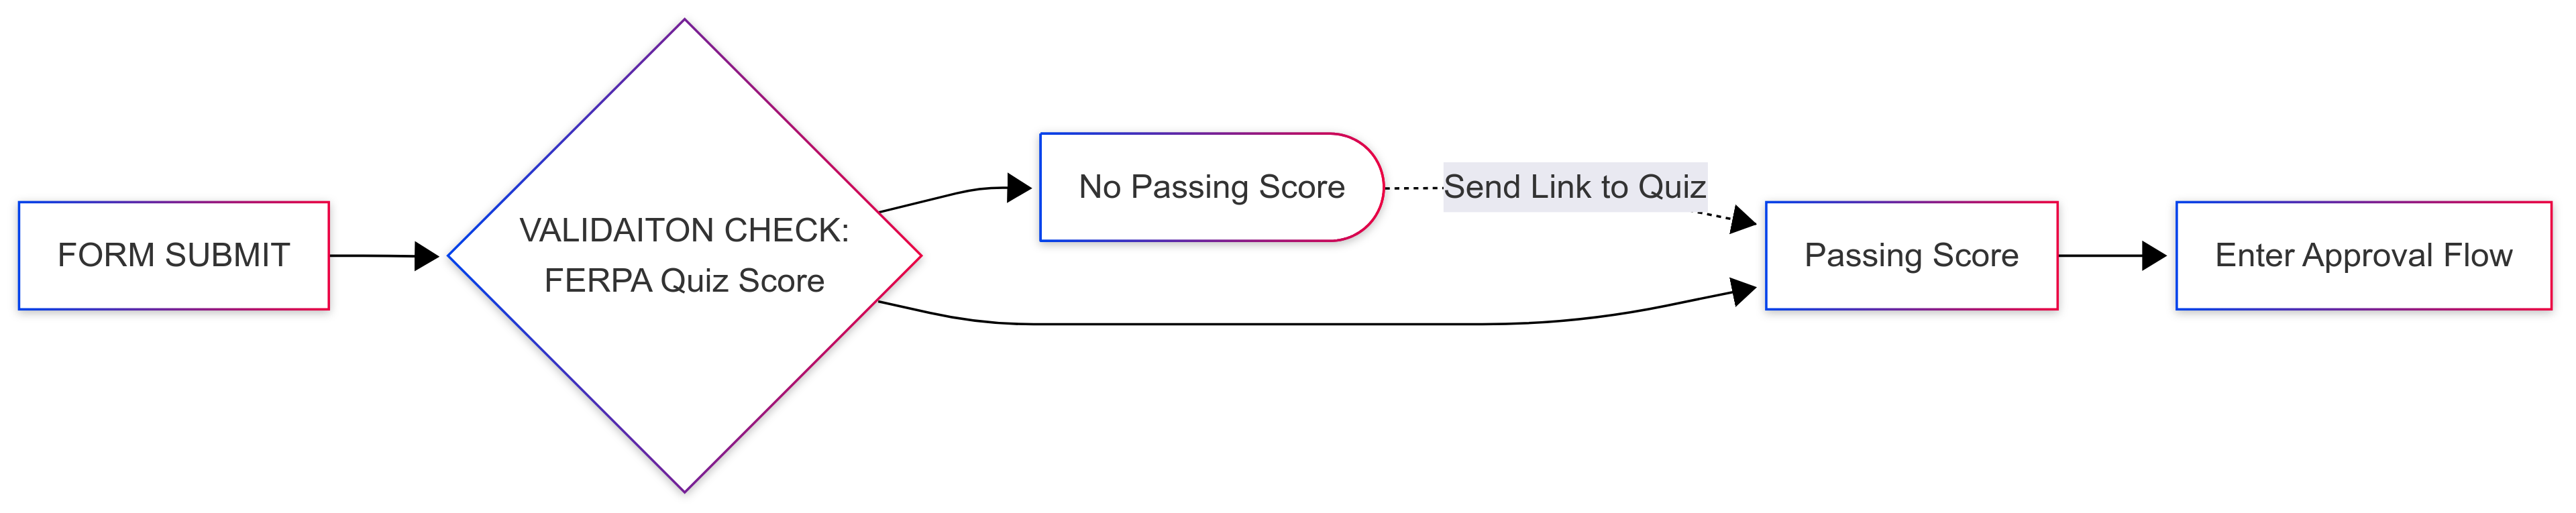 FORM SUBMIT
VALIDAITON CHECK:
FERPA Quiz Score
No Passing Score
Send Link to Quiz
Passing Score
Enter Approval Flow